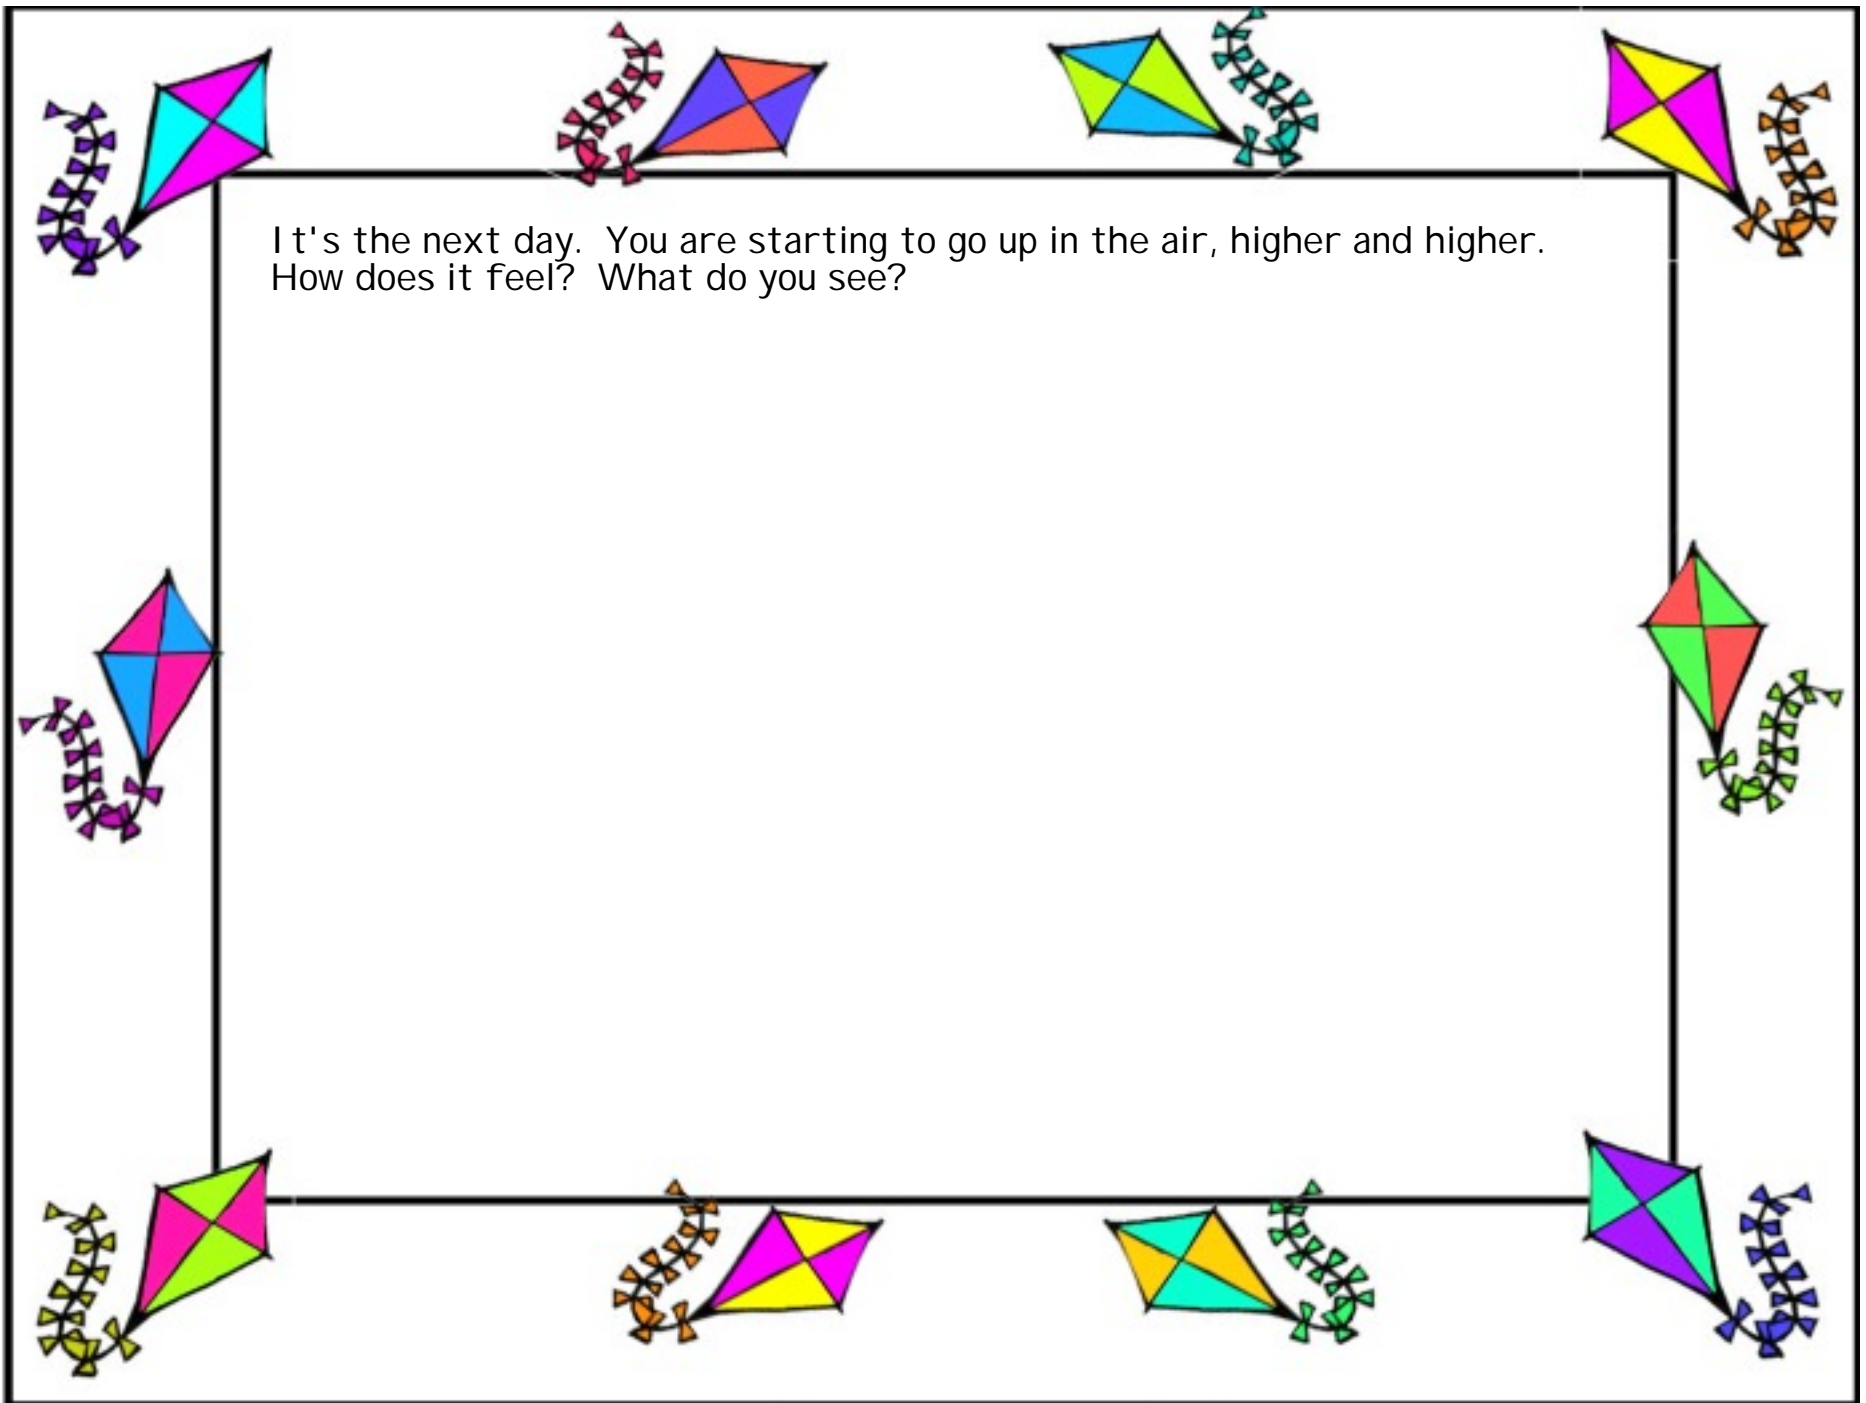 It's the next day.  You are starting to go up in the air, higher and higher.
How does it feel?  What do you see?